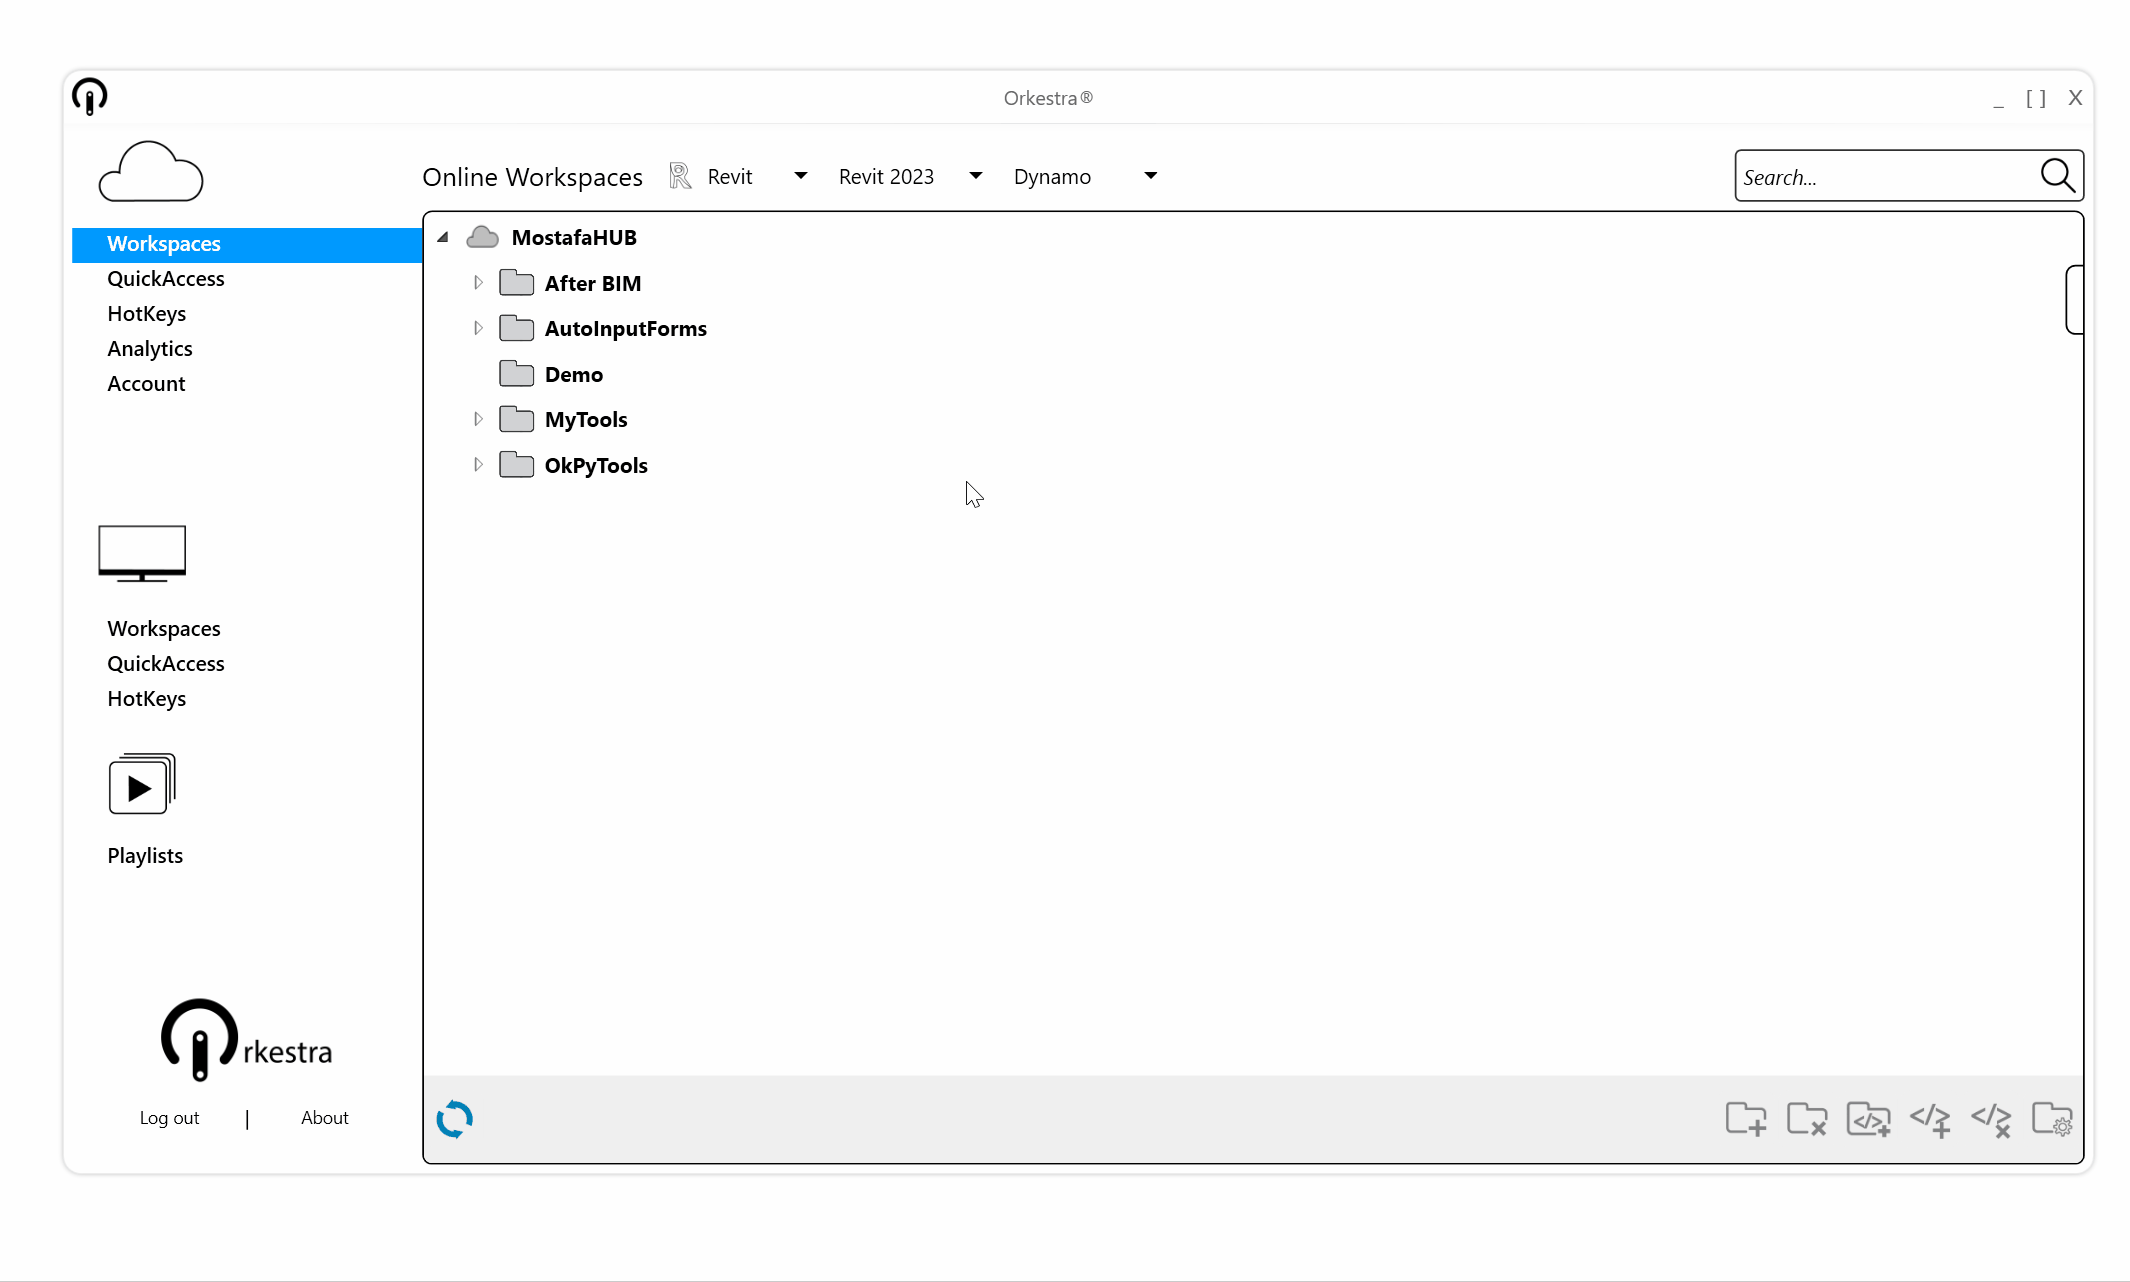 Orkestra®
_ [ ] X
Online Workspaces Revit Revit 2023 Dynamo
Search...
Workspaces
QuickAccess
HotKeys
Analytics
Account
MostafaHUB
After BIM
AutoInputForms
Demo
MyTools
OkPyTools
Workspaces
QuickAccess
HotKeys
Playlists
rkestra
Log out | About